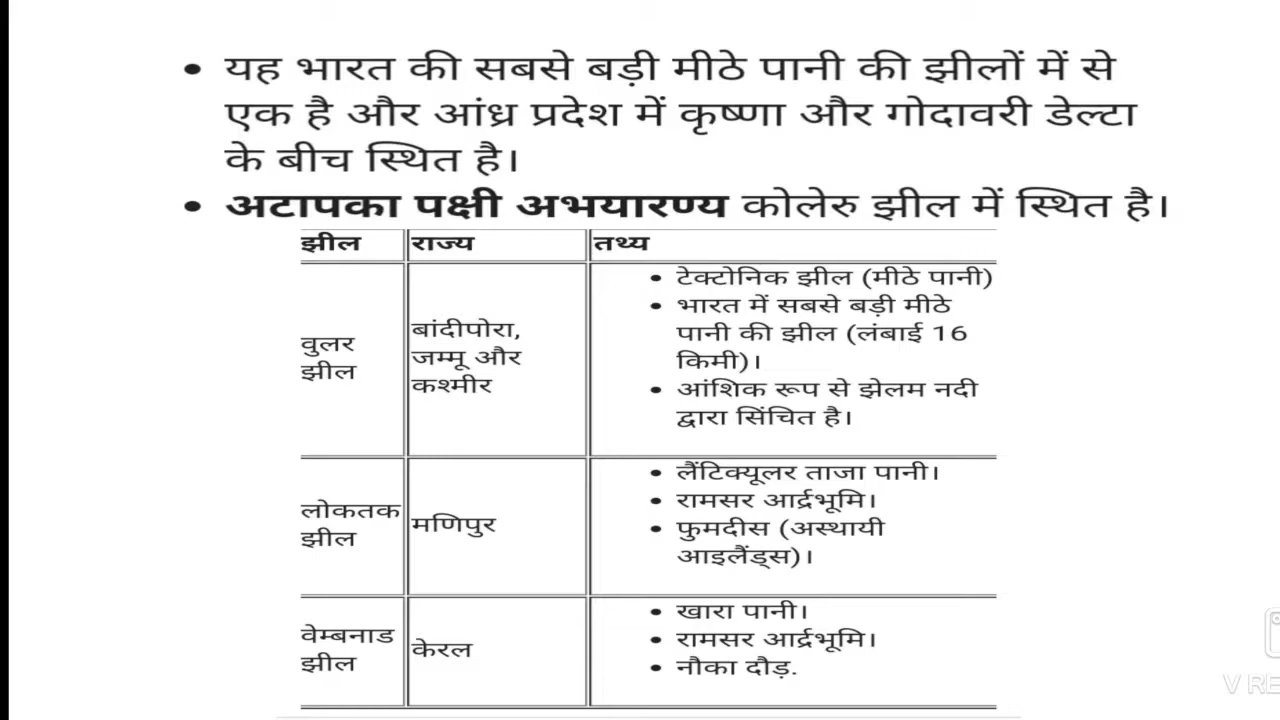 • यह भारत की सबसे बड़ी मीठे पानी की झीलों में से
एक है और आंध्र प्रदेश में कृष्णा और गोदावरी डेल्टा
के बीच स्थित है।
• अटापका पक्षी अभयारण्य कोलेरु झील में स्थित है।
झील राज्य तथ्य
वुलर
झील
बांदीपोरा,
जम्मू और
कश्मीर
• टेक्टोनिक झील (मीठे पानी)
• भारत में सबसे बड़ी मीठे
पानी की झील (लंबाई 16
किमी)।
• आंशिक रूप से झेलम नदी
द्वारा सिंचित है।
लोकतक
झील
मणिपुर
• लैंटिक्यूलर ताजा पानी।
• रामसर आर्द्रभूमि।
• फुमदीस (अस्थायी
आइलैंड्स)।
वेम्बनाड
झील
केरल
• खारा पानी।
• रामसर आर्द्रभूमि।
• नौका दौड़.
V RE